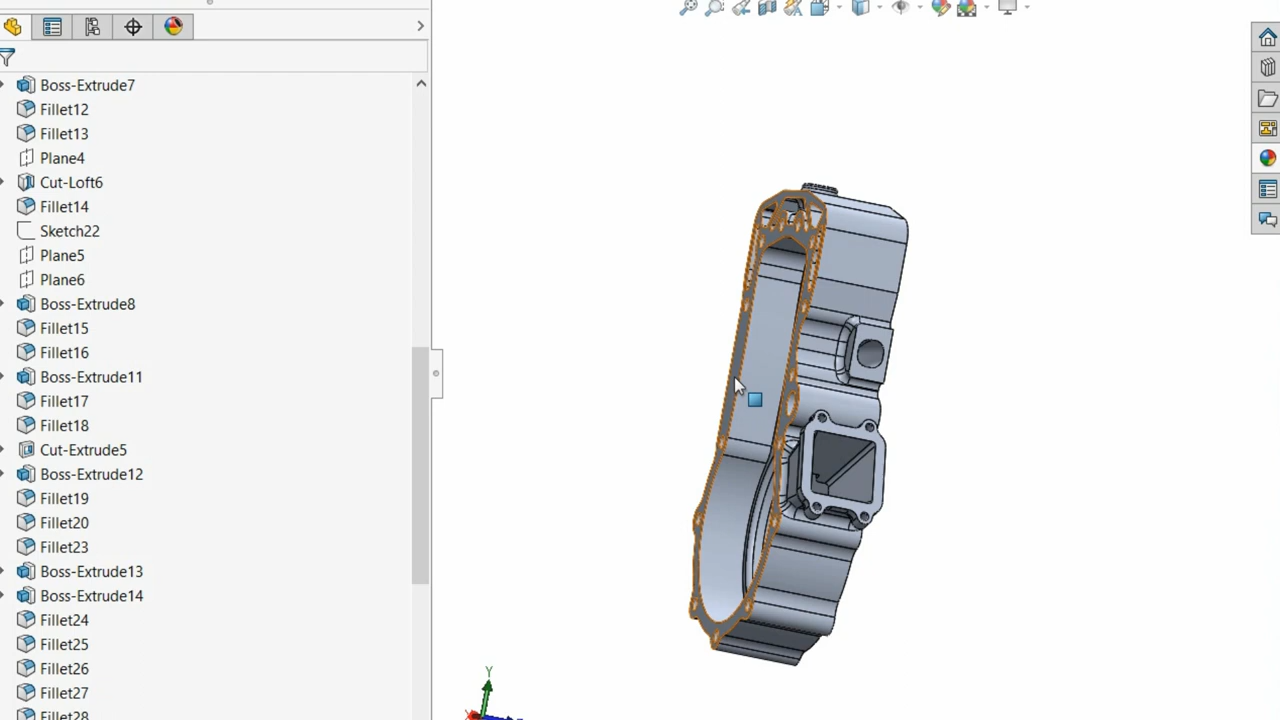 Boss-Extrude7
Fillet12
Fillet13
Plane4
Cut-Loft6
Fillet14
Sketch22
Plane5
Plane6
Boss-Extrude8
Fillet15
Fillet16
Boss-Extrude11
Fillet17
Fillet18
Cut-Extrude5
Boss-Extrude12
Fillet19
Fillet20
Fillet23
Boss-Extrude13
Boss-Extrude14
Fillet24
Fillet25
Fillet26
Fillet27
Fillet28
Y
X